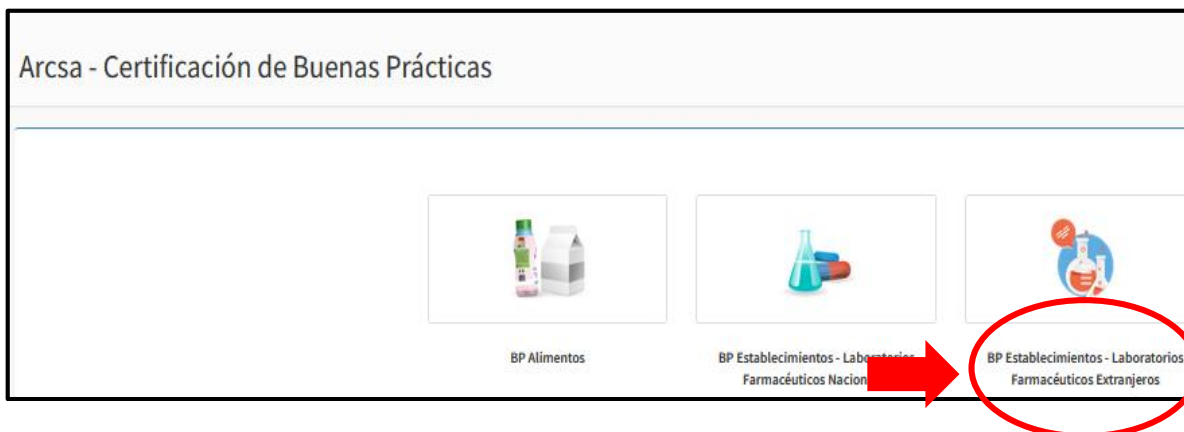 Arcsa - Certificación de Buenas Prácticas
BP Alimentos
BP Establecimientos - Laboratorios
Farmacéuticos
BP Establecimientos - Laboratorios
Farmacéuticos Extranjeros